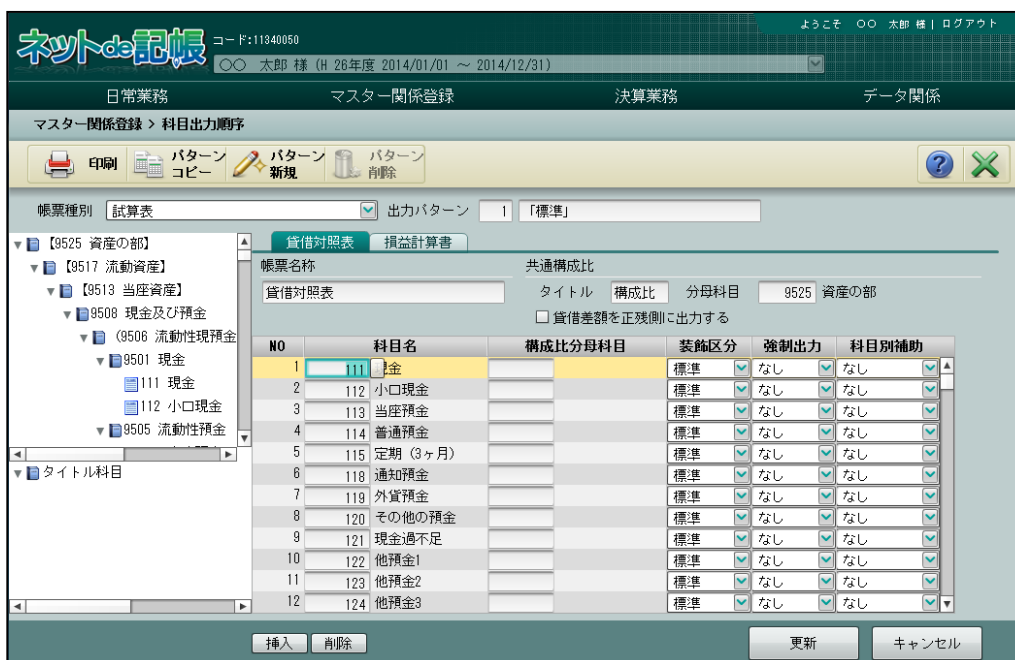 ようこそ 〇〇 太郎 様 | ログアウト
ネットde記帳 コード:11340050
〇〇 太郎 様 (H 26年度 2014/01/01 ～ 2014/12/31)
日常業務 マスター関係登録 決算業務 データ関係
マスター関係登録 > 科目出力順序
印刷 パターンコピー パターン新規 パターン削除 ?
帳票種別 試算表 出力パターン 1 「標準」
【9525 資産の部】
【9517 流動資産】
【9513 当座資産】
9508 現金及び預金
(9506 流動性現預金
9501 現金
111 現金
112 小口現金
9505 流動性預金
タイトル科目
貸借対照表 損益計算書
帳票名称 共通構成比
貸借対照表 タイトル 構成比 分母科目 9525 資産の部
貸借差額を正残側に出力する
NO 科目名 構成比分母科目 装飾区分 強制出力 科目別補助
1 111 金 標準 なし なし
2 112 小口現金 標準 なし なし
3 113 当座預金 標準 なし なし
4 114 普通預金 標準 なし なし
5 115 定期（3ヶ月） 標準 なし なし
6 118 通知預金 標準 なし なし
7 119 外貨預金 標準 なし なし
8 120 その他の預金 標準 なし なし
9 121 現金過不足 標準 なし なし
10 122 他預金1 標準 なし なし
11 123 他預金2 標準 なし なし
12 124 他預金3 標準 なし なし
挿入 削除 更新 キャンセル